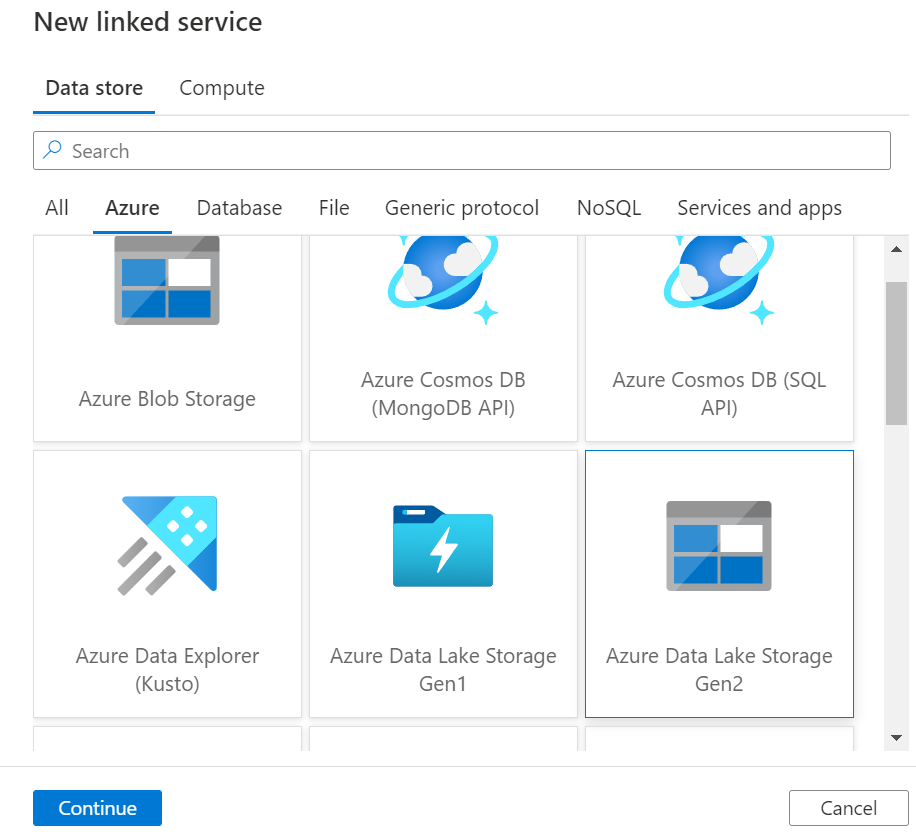 New linked service
Data store
Compute
Search
All
Azure
Database
File
Generic protocol
NoSQL
Services and apps
Azure Blob Storage
Azure Cosmos DB
(MongoDB API)
Azure Cosmos DB (SQL
API)
Azure Data Explorer
(Kusto)
Azure Data Lake Storage
Gen1
Azure Data Lake Storage
Gen2
Continue
Cancel